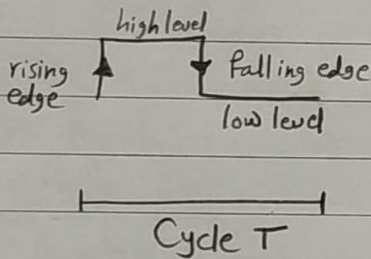 high level
rising
edge
falling edge
low level
Cycle T